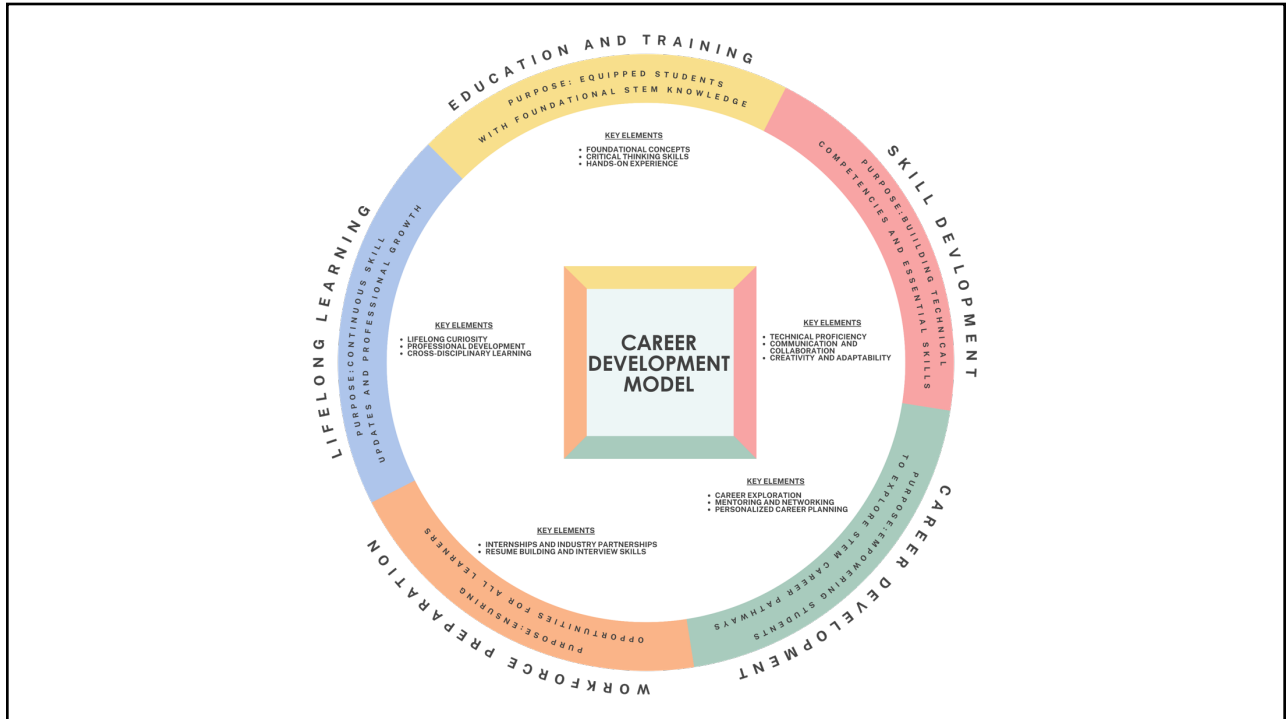 EDUCATION AND TRAINING
PURPOSE: EQUIPPED STUDENTS
WITH FOUNDATIONAL STEM KNOWLEDGE
KEY ELEMENTS
• FOUNDATIONAL CONCEPTS
• CRITICAL THINKING SKILLS
• HANDS-ON EXPERIENCE
SKILL DEVLOPMENT
PURPOSE:BUIILDING TECHNICAL
COMPETENCIES AND ESSENTIAL SKILLS
KEY ELEMENTS
• TECHNICAL PROFICIENCY
• COMMUNICATION AND
COLLABORATION
• CREATIVITY AND ADAPTABILITY
CAREER DEVELOPMENT
PURPOSE:EMPOWERING STUDENTS
TO EXPLORE STEM CAREER PATHWAYS
KEY ELEMENTS
• CAREER EXPLORATION
• MENTORING AND NETWORKING
• PERSONALIZED CAREER PLANNING
WORKFORCE PREPARATION
PURPOSE:ENSURING
OPPORTUNITIES FOR ALL LEARNERS
KEY ELEMENTS
• INTERNSHIPS AND INDUSTRY PARTNERSHIPS
• RESUME BUILDING AND INTERVIEW SKILLS
LIFELONG LEARNING
PURPOSE:CONTINUOUS SKILL
UPDATES AND PROFESSIONAL GROWTH
KEY ELEMENTS
• LIFELONG CURIOSITY
• PROFESSIONAL DEVELOPMENT
• CROSS-DISCIPLINARY LEARNING
CAREER
DEVELOPMENT
MODEL